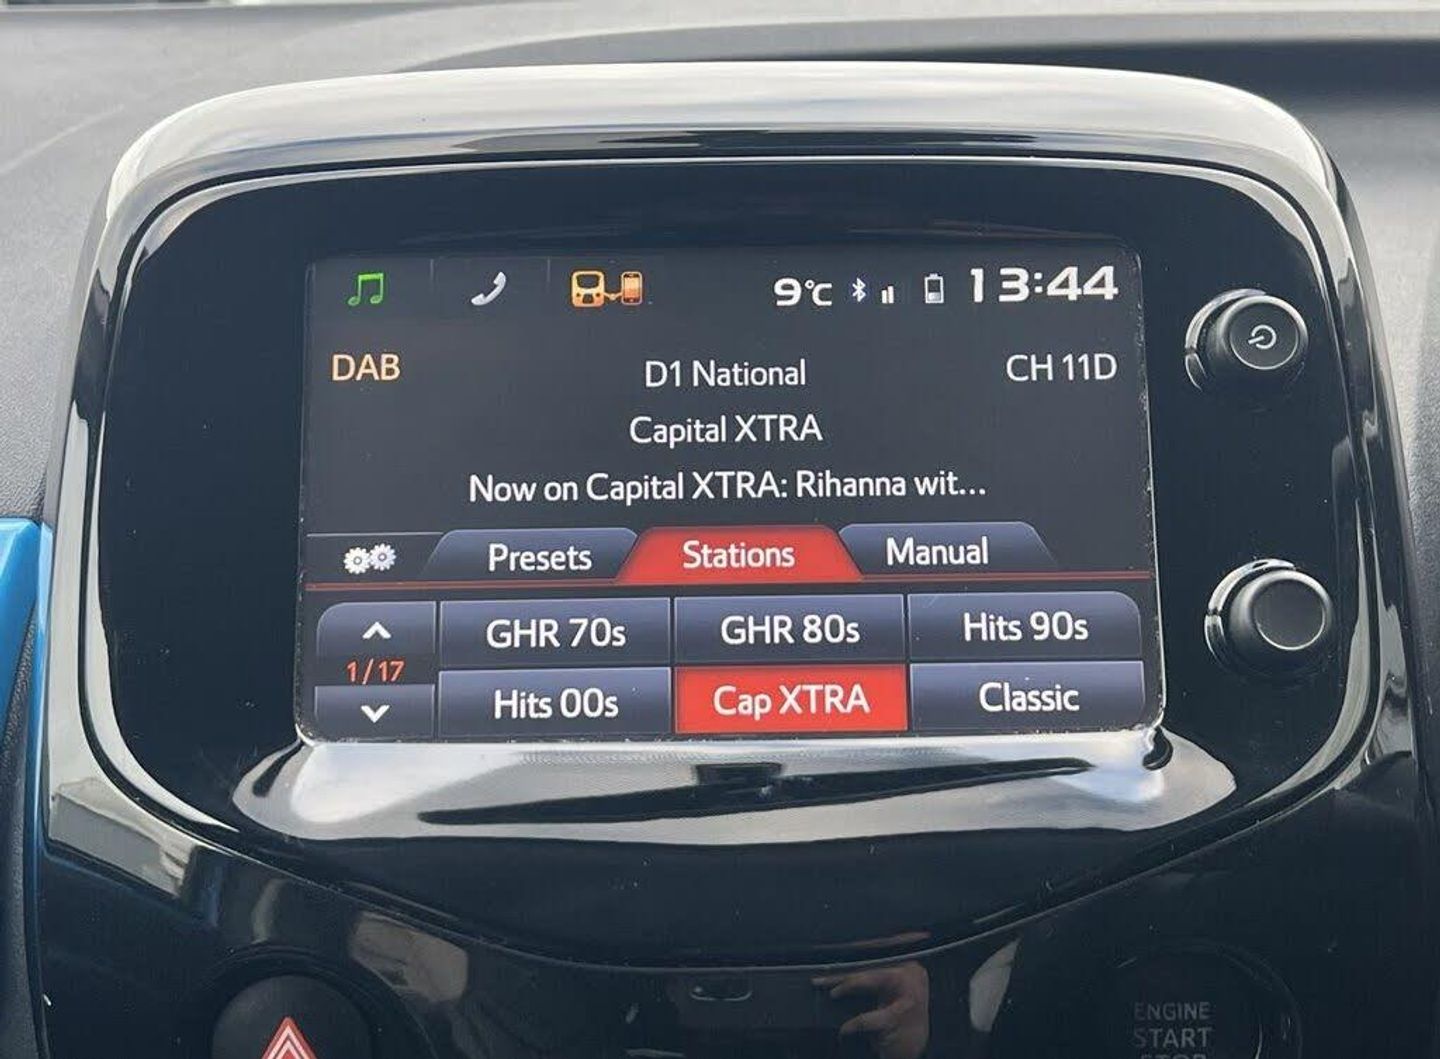 9°C 13:44
DAB D1 National CH 11D
Capital XTRA
Now on Capital XTRA: Rihanna wit...
Presets Stations Manual
GHR 70s GHR 80s Hits 90s
1/17
Hits 00s Cap XTRA Classic
ENGINE
START
STOP